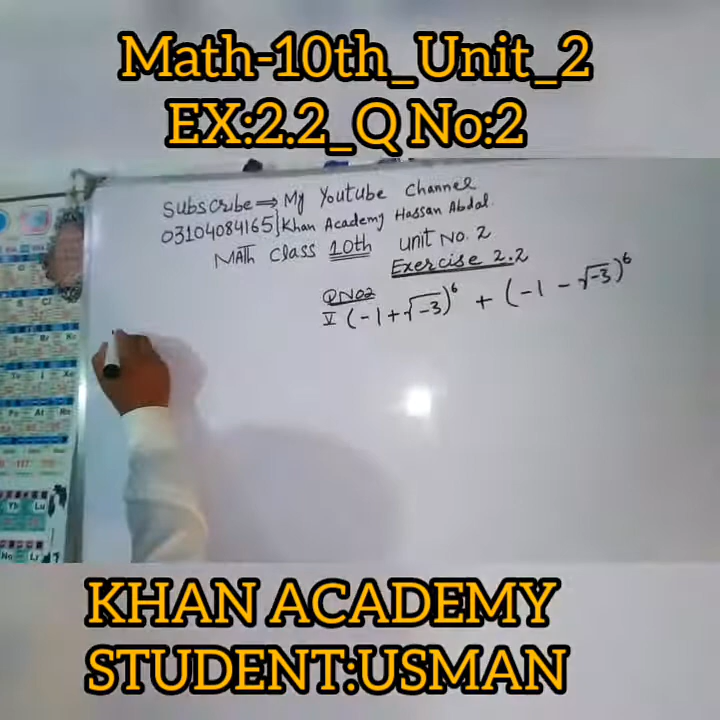 Math-10th_Unit_2
EX:2.2_Q No:2
Subscribe ⇒ My Youtube Channel
03104084165|Khan Academy Hassan Abdal
MATH Class 10th unit No. 2
Exercise 2.2
QNO2
V (-1+√-3)⁶ + (-1-√-3)⁶
KHAN ACADEMY
STUDENT:USMAN